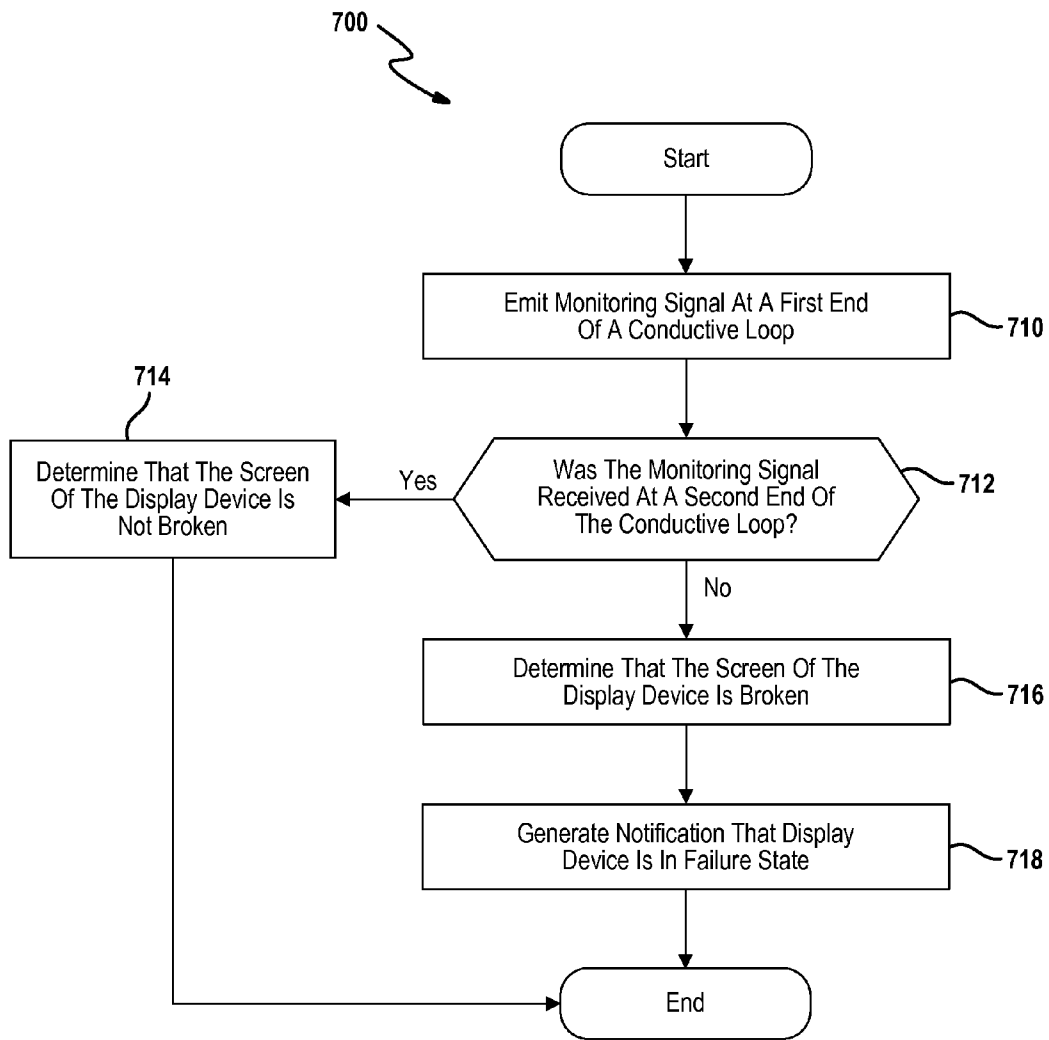 700
Start
Emit Monitoring Signal At A First End
Of A Conductive Loop
710
714
Determine That The Screen
Of The Display Device Is
Not Broken
Yes
Was The Monitoring Signal
Received At A Second End Of
The Conductive Loop?
712
No
Determine That The Screen Of The
Display Device Is Broken
716
Generate Notification That Display
Device Is In Failure State
718
End